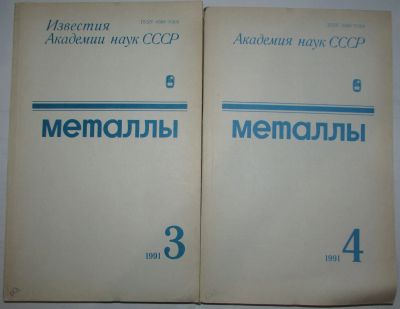 Известия
Академии наук СССР
металлы
1991 3
Академия наук СССР
металлы
1991 4